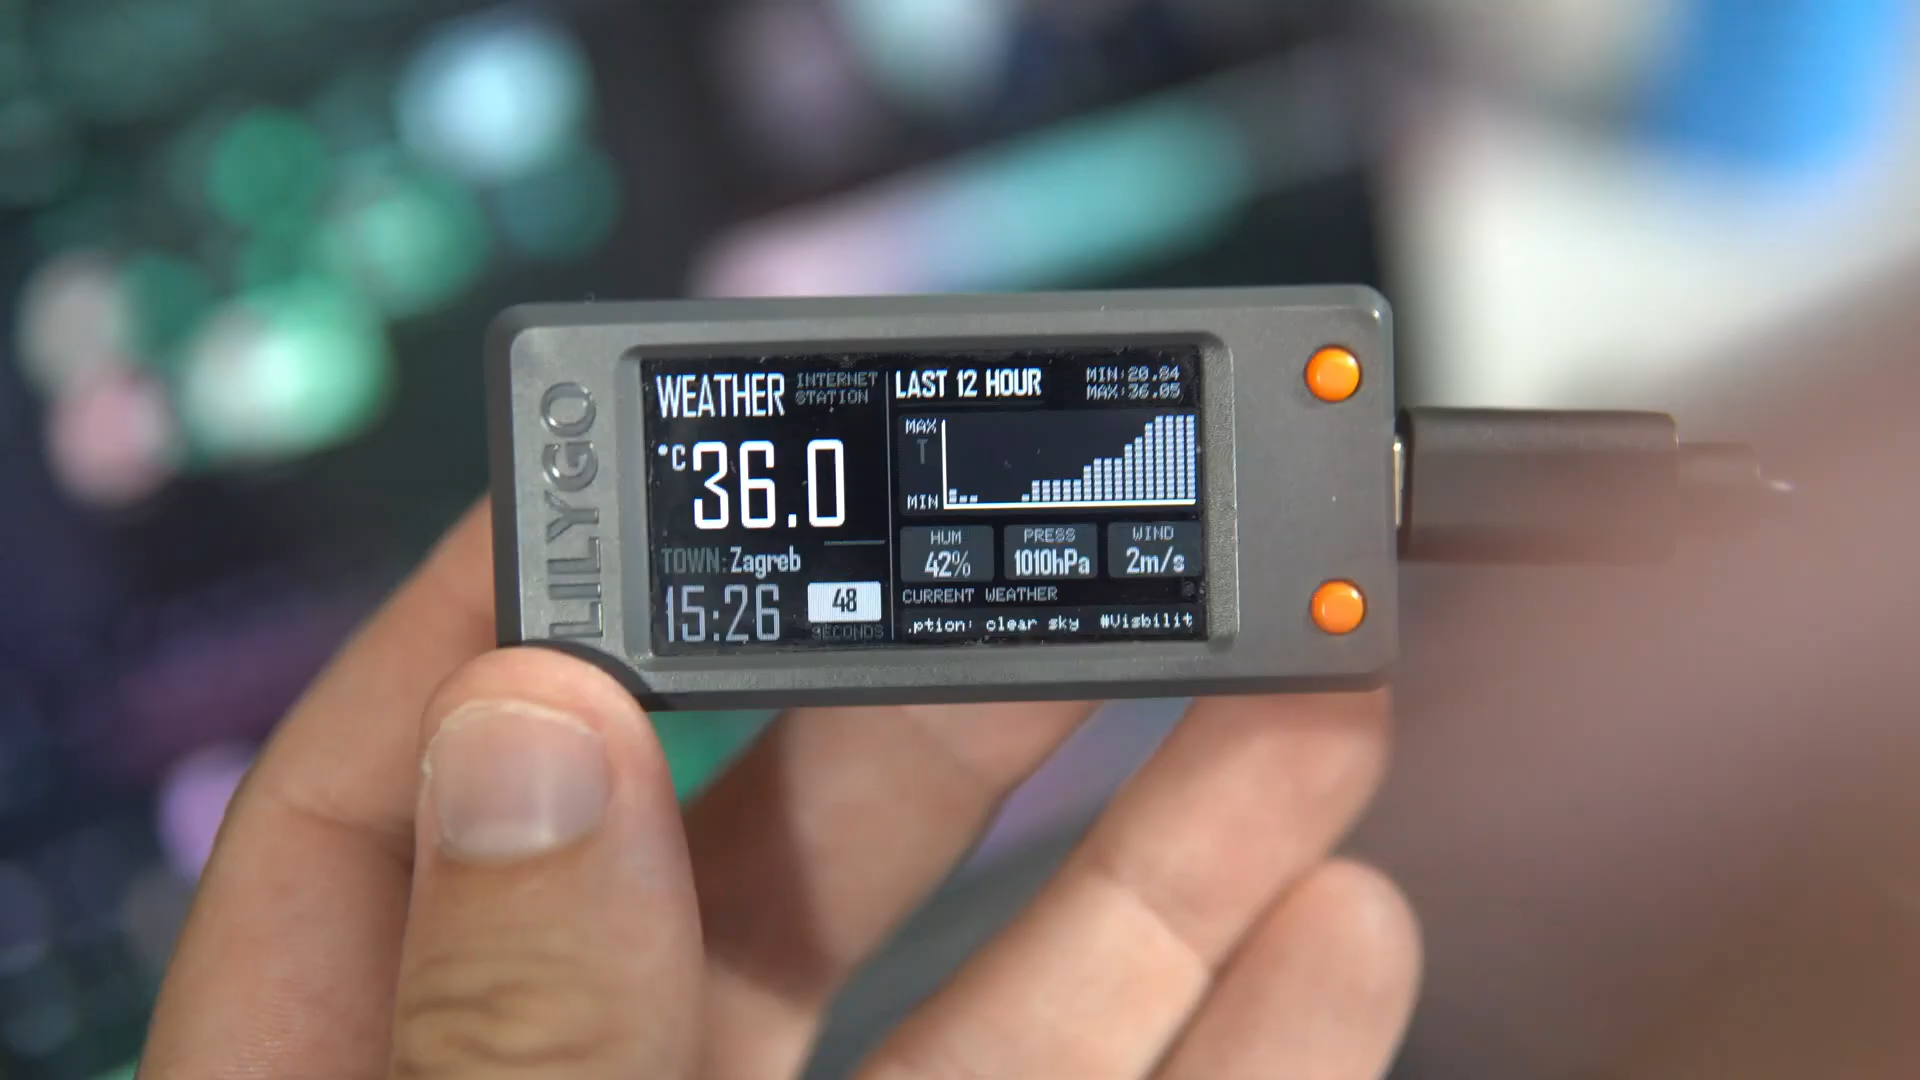 LILYGO
WEATHER
INTERNET
STATION
°C
36.0
TOWN: Zagreb
15:26
48
SECONDS
LAST 12 HOUR
MIN:20.84
MAX:36.05
MAX
T
MIN
HUM
42%
PRESS
1010hPa
WIND
2m/s
CURRENT WEATHER
.ption: clear sky #Visbilit